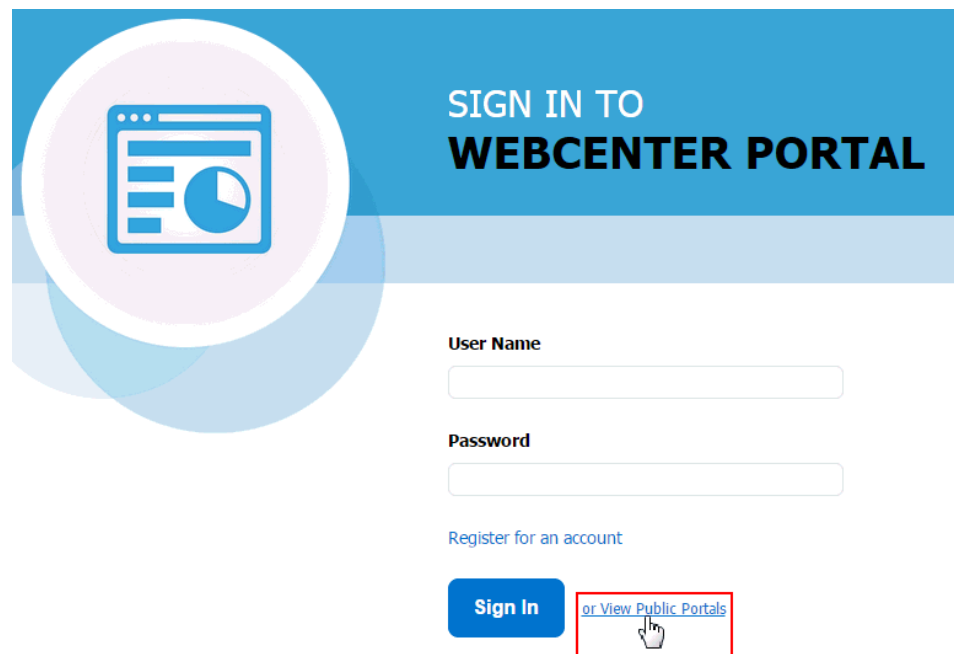 SIGN IN TO
WEBCENTER PORTAL
User Name
Password
Register for an account
Sign In
or View Public Portals